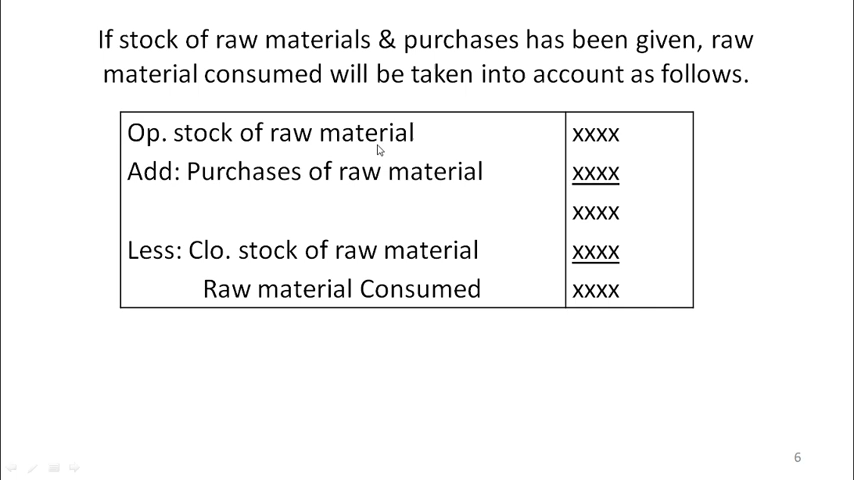 If stock of raw materials & purchases has been given, raw
material consumed will be taken into account as follows.
Op. stock of raw material xxxx
Add: Purchases of raw material xxxx
xxxx
Less: Clo. stock of raw material xxxx
Raw material Consumed xxxx
6